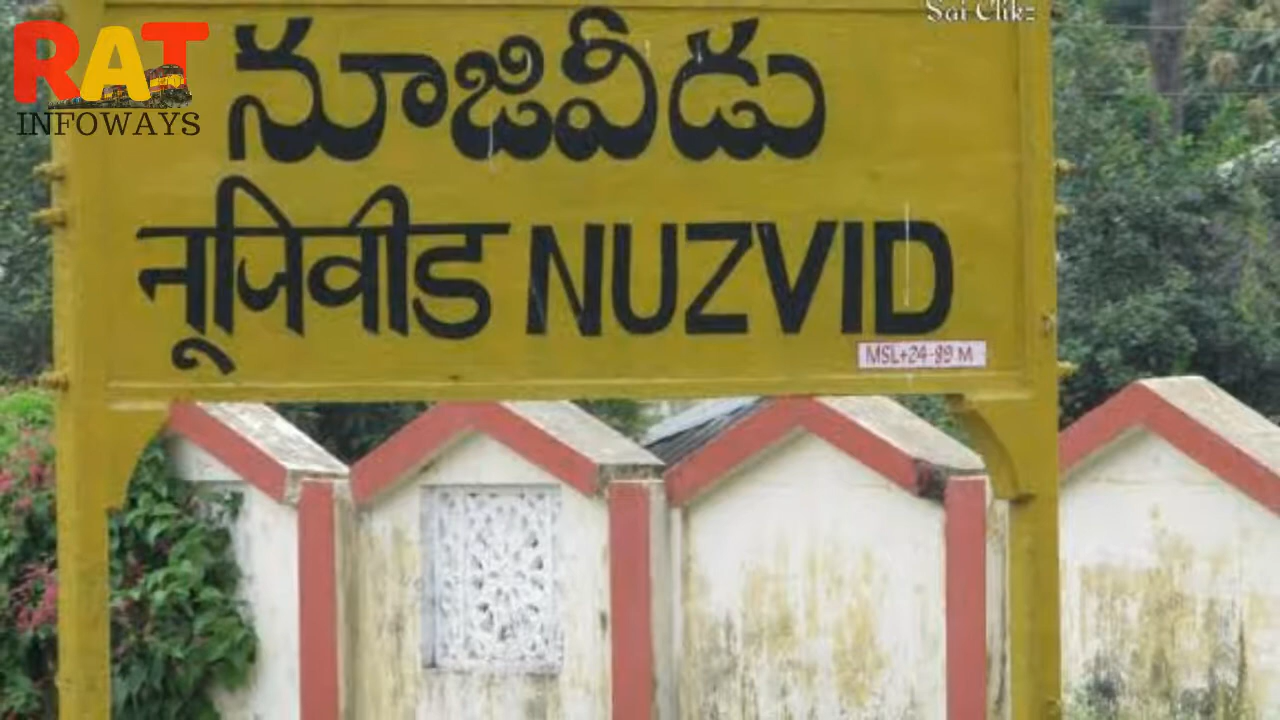 Sai Clikz
RAT
INFOWAYS
నూజివీడు
नूजिवीड NUZVID
MSL+24-89 M